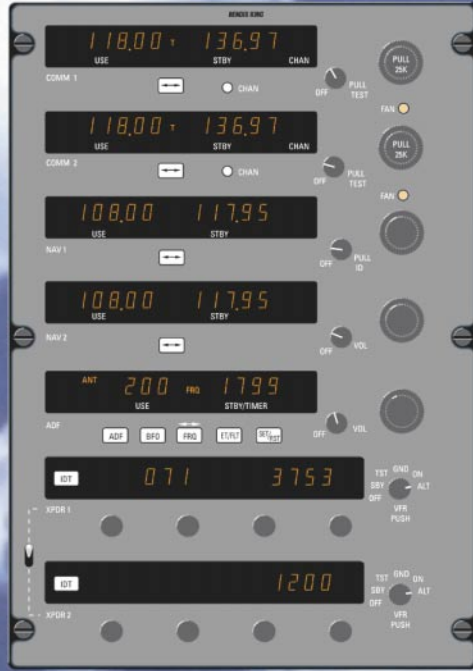 BENDIX KING
118.00 T 136.97
USE STBY CHAN
PULL 25K
COMM 1
CHAN
OFF PULL TEST
FAN
118.00 T 136.97
USE STBY CHAN
PULL 25K
COMM 2
CHAN
OFF PULL TEST
FAN
108.00 117.95
USE STBY
NAV 1
OFF PULL ID
108.00 117.95
USE STBY
NAV 2
OFF VOL
ANT 200 FRQ 1799
USE STBY/TIMER
ADF
ADF BFO FRQ ET/FLT SET/RST
OFF VOL
IDT 071 3753
TST GND ON
SBY ALT
OFF
VFR
PUSH
XPDR 1
IDT 1200
TST GND ON
SBY ALT
OFF
VFR
PUSH
XPDR 2